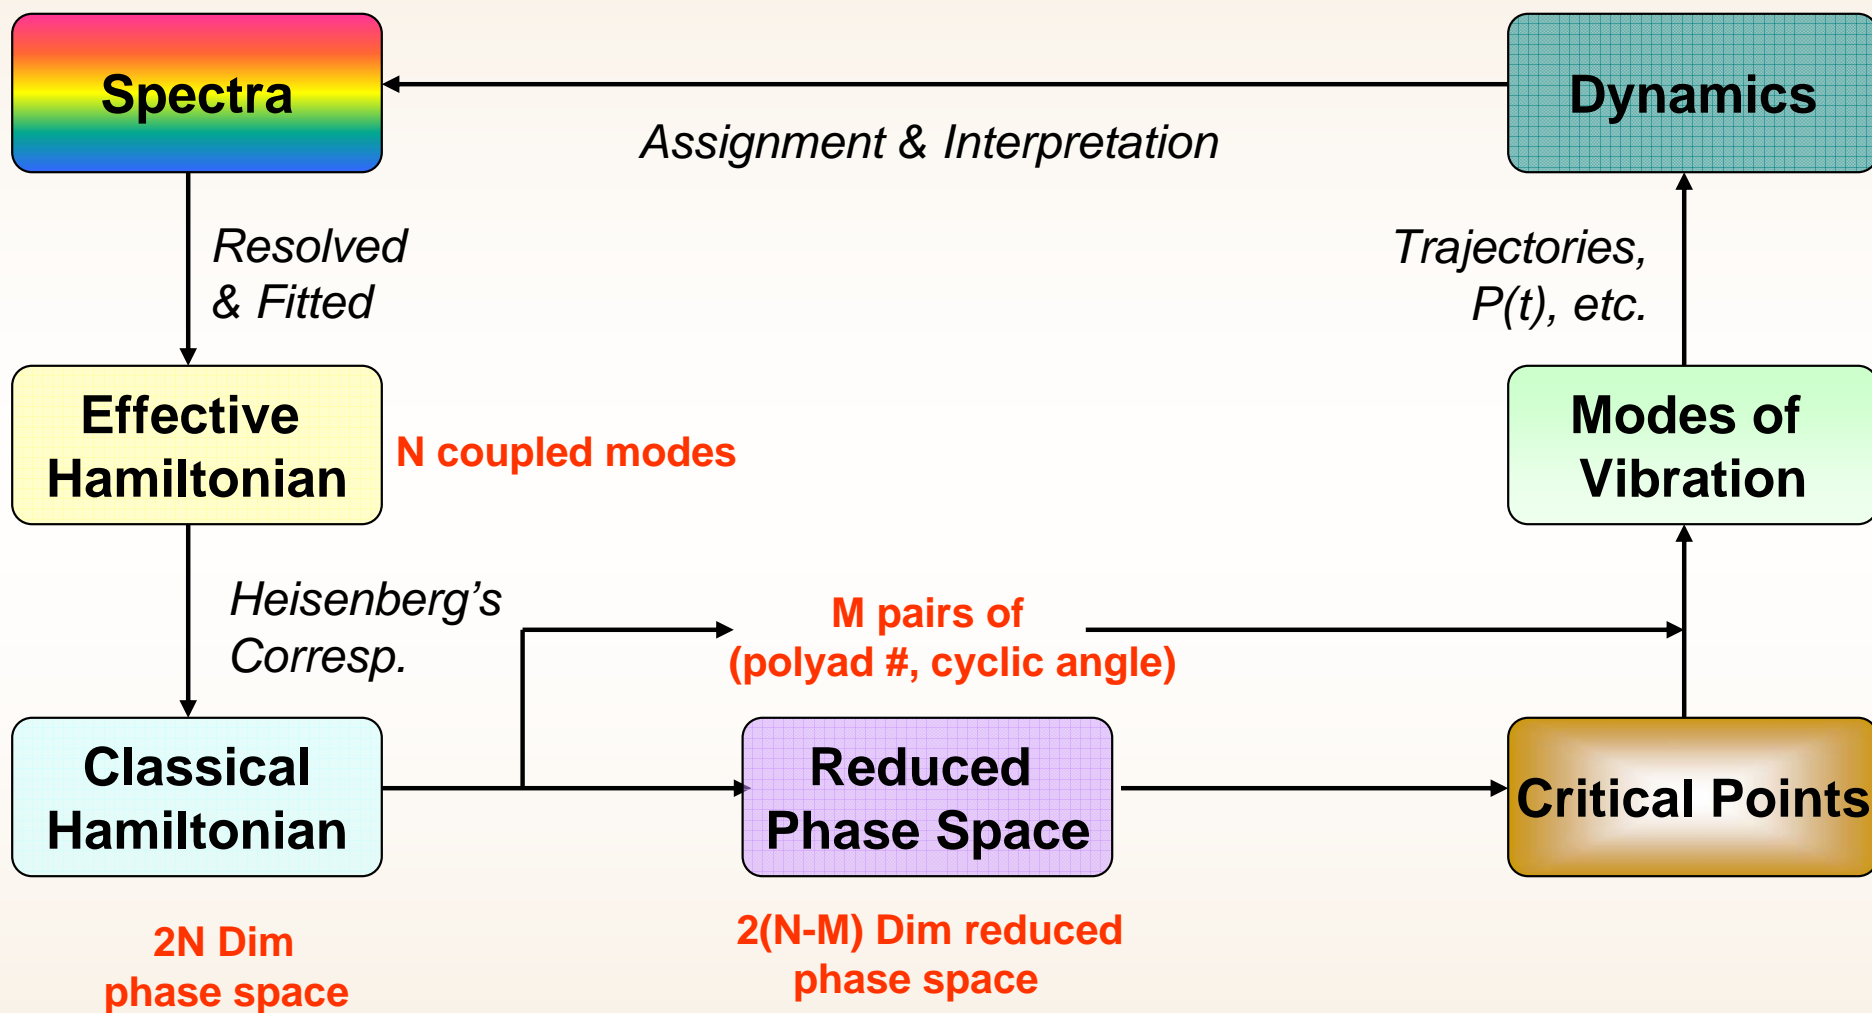 Spectra
Dynamics
Assignment & Interpretation
Resolved
& Fitted
Trajectories,
P(t), etc.
Effective
Hamiltonian
N coupled modes
Modes of
Vibration
Heisenberg’s
Corresp.
M pairs of
(polyad #, cyclic angle)
Classical
Hamiltonian
Reduced
Phase Space
Critical Points
2N Dim
phase space
2(N-M) Dim reduced
phase space